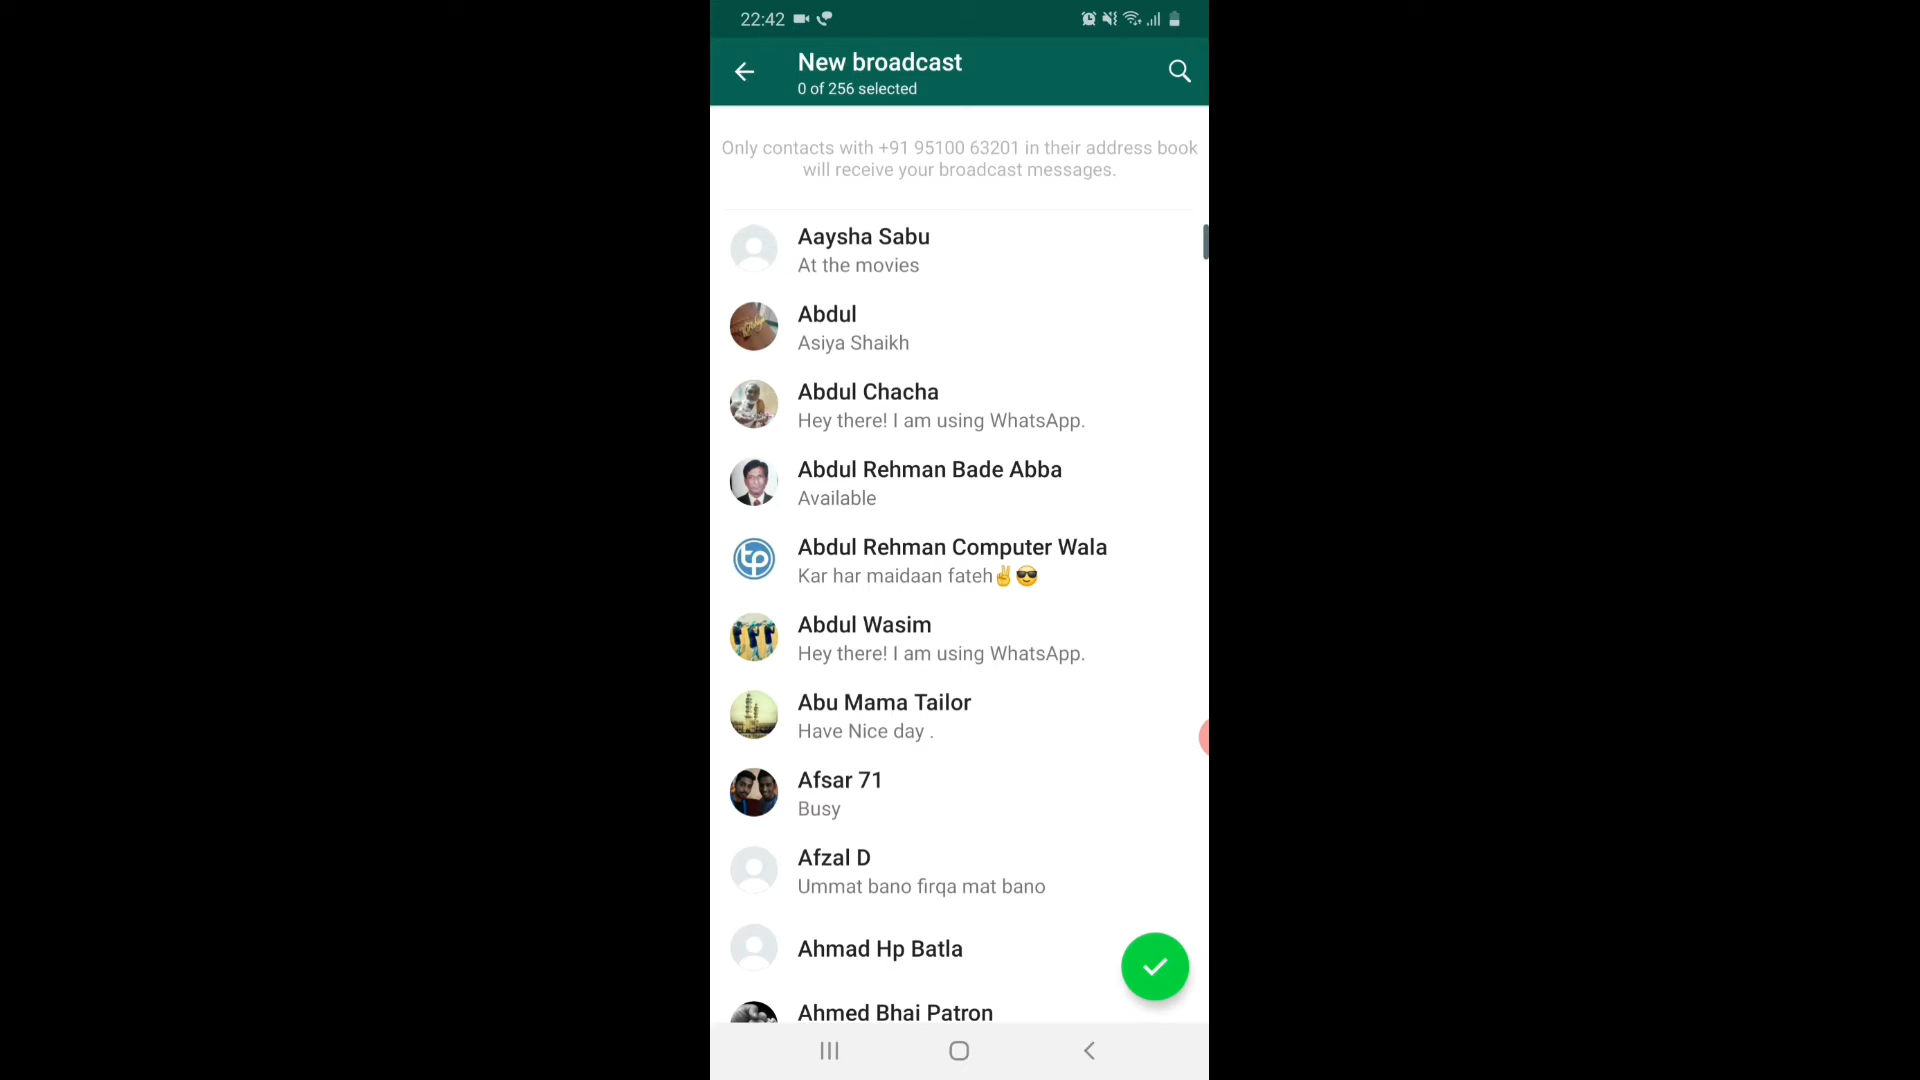 22:42
New broadcast
0 of 256 selected
Only contacts with +91 95100 63201 in their address book
will receive your broadcast messages.
Aaysha Sabu
At the movies
Abdul
Asiya Shaikh
Abdul Chacha
Hey there! I am using WhatsApp.
Abdul Rehman Bade Abba
Available
tp
Abdul Rehman Computer Wala
Kar har maidaan fateh✌😎
Abdul Wasim
Hey there! I am using WhatsApp.
Abu Mama Tailor
Have Nice day .
Afsar 71
Busy
Afzal D
Ummat bano firqa mat bano
Ahmad Hp Batla
Ahmed Bhai Patron